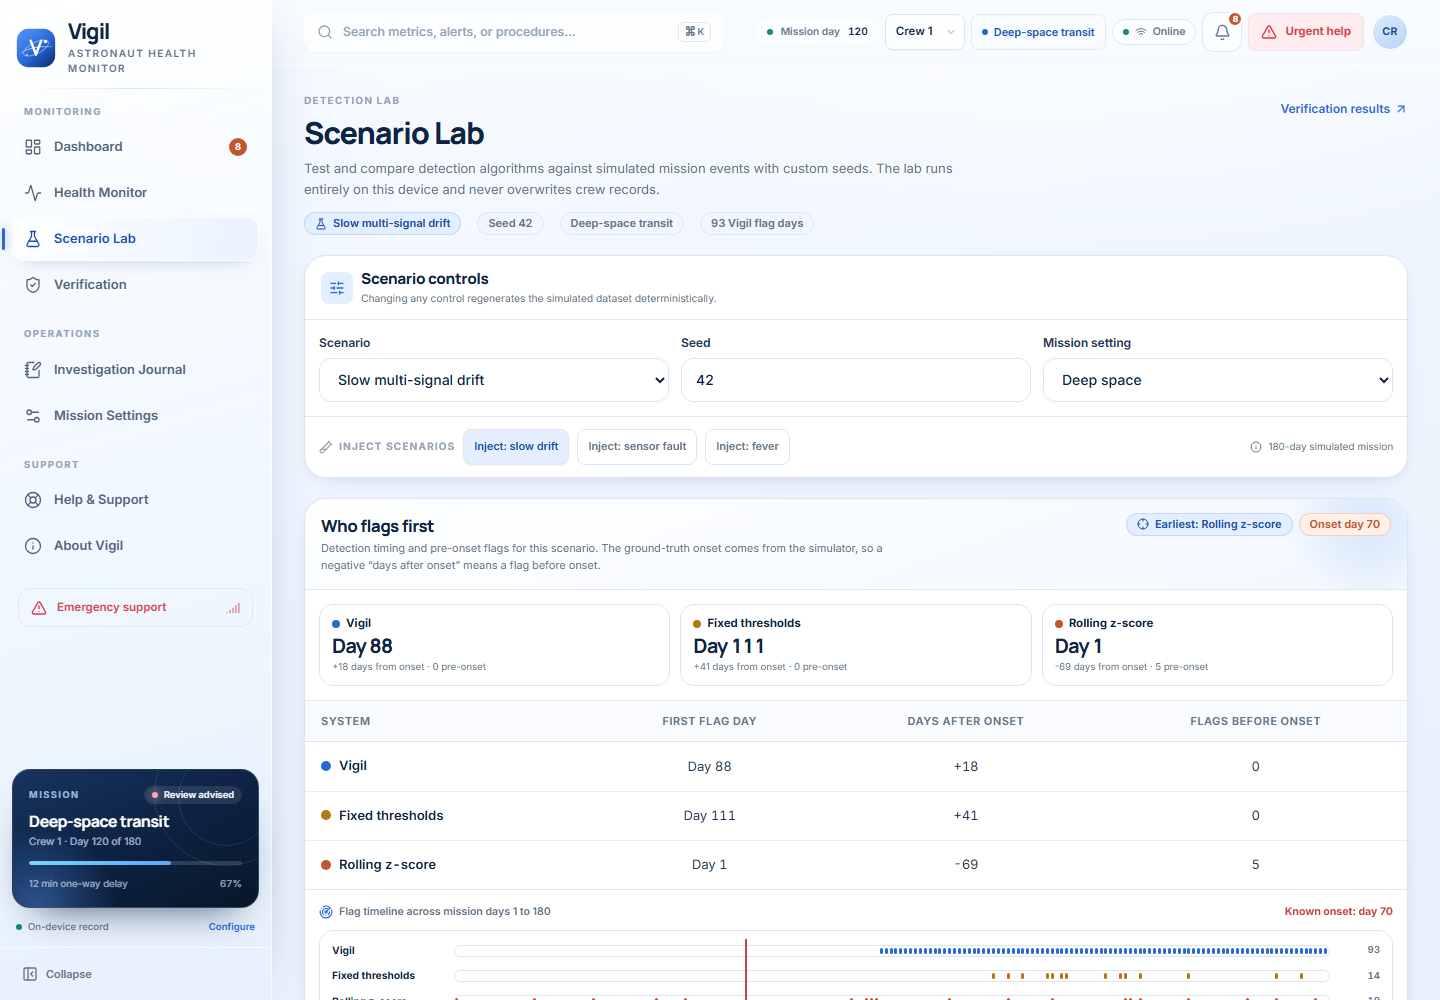 Vigil
ASTRONAUT HEALTH
MONITOR
MONITORING
Dashboard 8
Health Monitor
Scenario Lab
Verification
OPERATIONS
Investigation Journal
Mission Settings
SUPPORT
Help & Support
About Vigil
Emergency support
MISSION Review advised
Deep-space transit
Crew 1 · Day 120 of 180
12 min one-way delay 67%
On-device record Configure
Collapse
Search metrics, alerts, or procedures... ⌘K
Mission day 120 Crew 1 Deep-space transit Online 8 Urgent help CR
DETECTION LAB
Verification results
Scenario Lab
Test and compare detection algorithms against simulated mission events with custom seeds. The lab runs
entirely on this device and never overwrites crew records.
Slow multi-signal drift Seed 42 Deep-space transit 93 Vigil flag days
Scenario controls
Changing any control regenerates the simulated dataset deterministically.
Scenario Seed Mission setting
Slow multi-signal drift 42 Deep space
INJECT SCENARIOS Inject: slow drift Inject: sensor fault Inject: fever 180-day simulated mission
Who flags first
Earliest: Rolling z-score Onset day 70
Detection timing and pre-onset flags for this scenario. The ground-truth onset comes from the simulator, so a
negative “days after onset” means a flag before onset.
Vigil
Day 88
+18 days from onset · 0 pre-onset
Fixed thresholds
Day 111
+41 days from onset · 0 pre-onset
Rolling z-score
Day 1
-69 days from onset · 5 pre-onset
SYSTEM FIRST FLAG DAY DAYS AFTER ONSET FLAGS BEFORE ONSET
Vigil Day 88 +18 0
Fixed thresholds Day 111 +41 0
Rolling z-score Day 1 -69 5
Flag timeline across mission days 1 to 180 Known onset: day 70
Vigil 93
Fixed thresholds 14